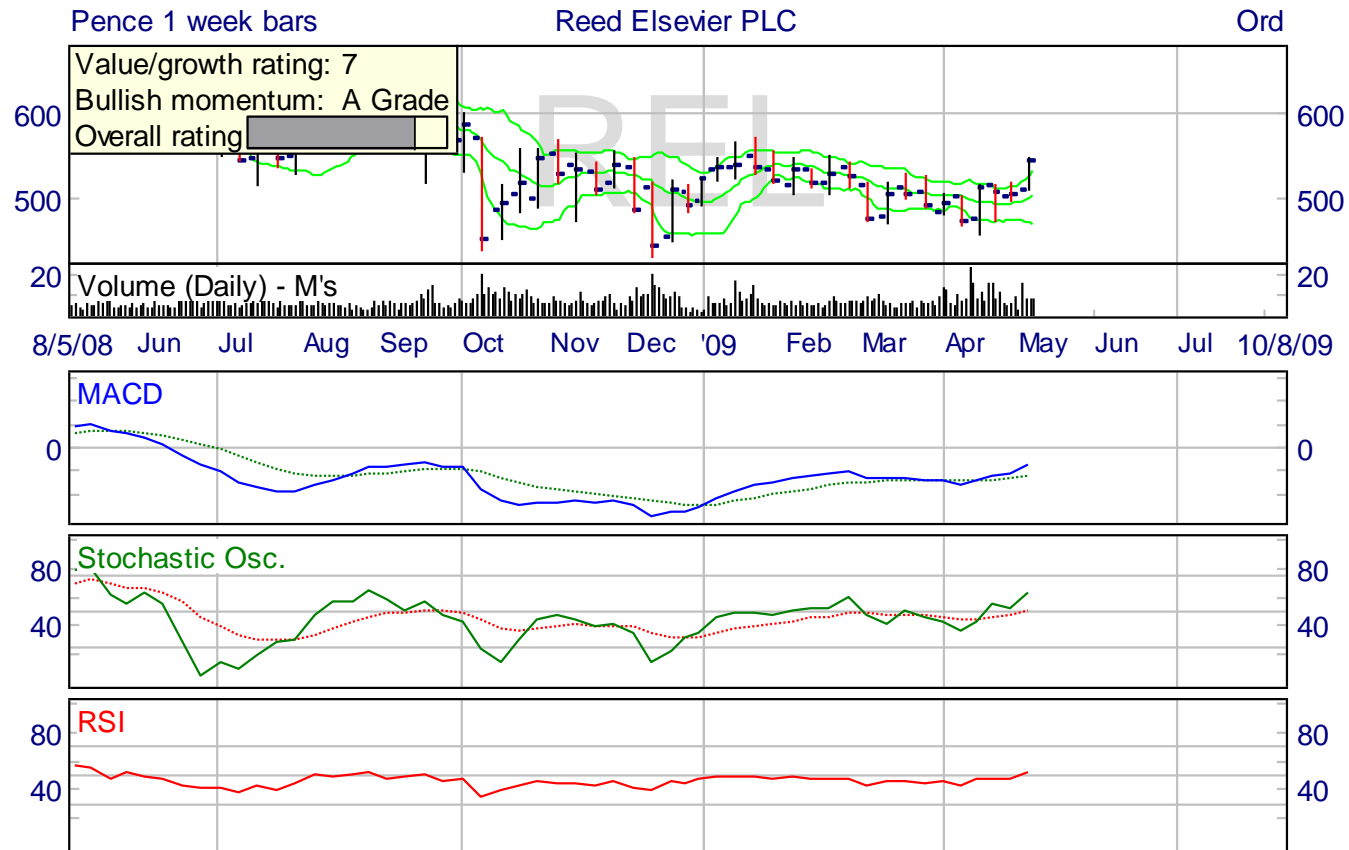 Pence 1 week bars Reed Elsevier PLC Ord
Value/growth rating: 7
Bullish momentum: A Grade
Overall rating
REL
600 600
500 500
20 20
Volume (Daily) - M's
8/5/08 Jun Jul Aug Sep Oct Nov Dec '09 Feb Mar Apr May Jun Jul 10/8/09
MACD
0 0
Stochastic Osc.
80 80
40 40
RSI
80 80
40 40